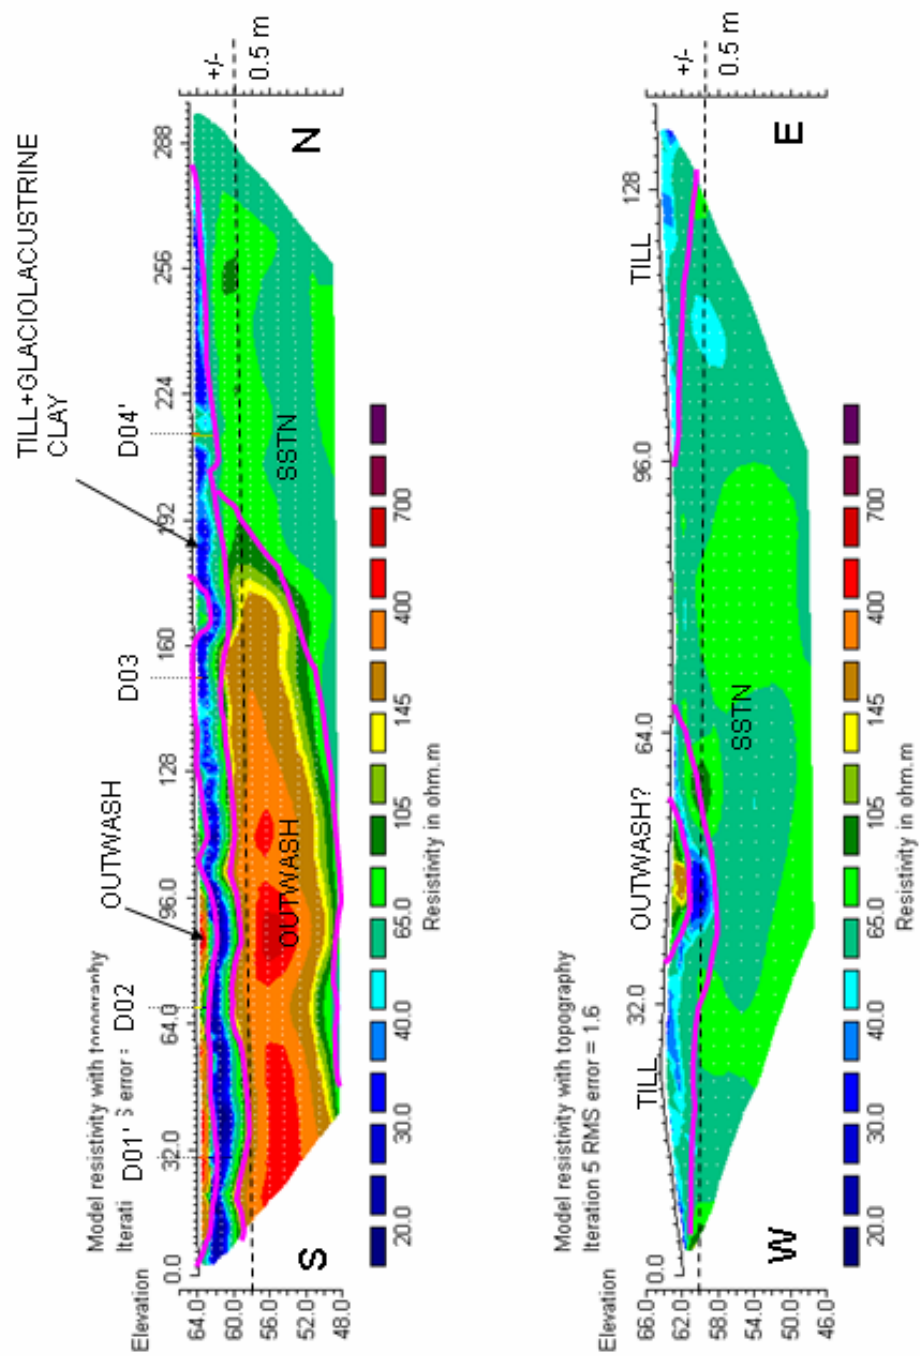 TILL+GLACIOLACUSTRINE
CLAY
OUTWASH
Model resistivity with topography
Iterati S error =
D01' D02 D03 D04'
Elevation
0.0 32.0 64.0 96.0 128 160 192 224 256 288
64.0
60.0
56.0
52.0
48.0
+/-
0.5 m
OUTWASH
SSTN
S N
20.0 30.0 40.0 65.0 105 145 400 700
Resistivity in ohm.m
Model resistivity with topography
Iteration 5 RMS error = 1.6
TILL OUTWASH? TILL
Elevation
0.0 32.0 64.0 96.0 128
66.0
62.0
58.0
54.0
50.0
46.0
+/-
0.5 m
SSTN
W E
20.0 30.0 40.0 65.0 105 145 400 700
Resistivity in ohm.m